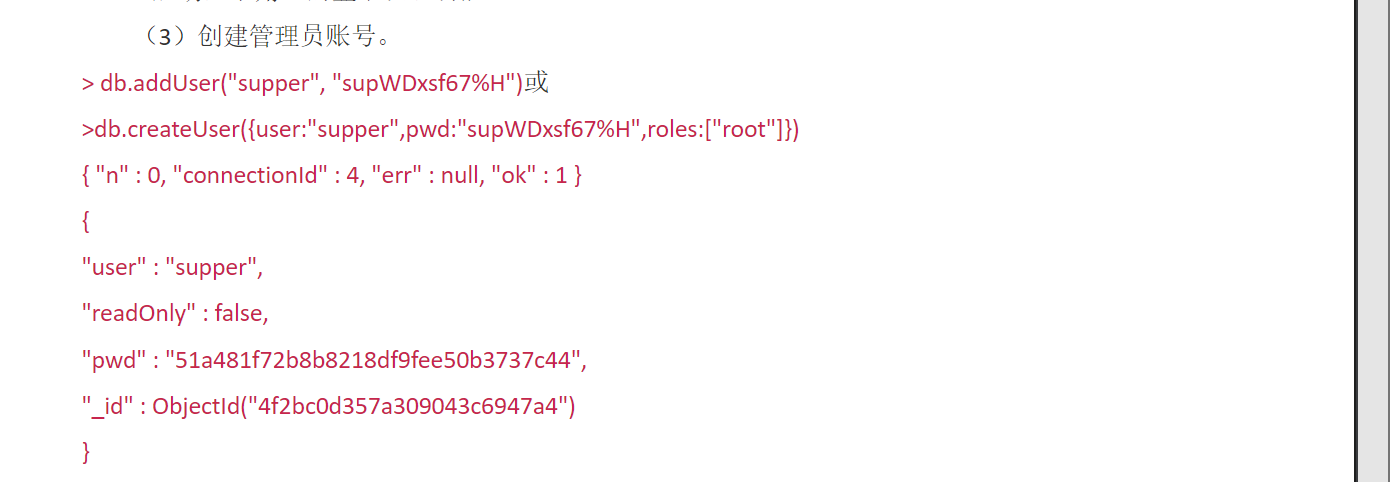 （3）创建管理员账号。
> db.addUser("supper", "supWDxsf67%H")或
>db.createUser({user:"supper",pwd:"supWDxsf67%H",roles:["root"]})
{ "n" : 0, "connectionId" : 4, "err" : null, "ok" : 1 }
{
"user" : "supper",
"readOnly" : false,
"pwd" : "51a481f72b8b8218df9fee50b3737c44",
"_id" : ObjectId("4f2bc0d357a309043c6947a4")
}